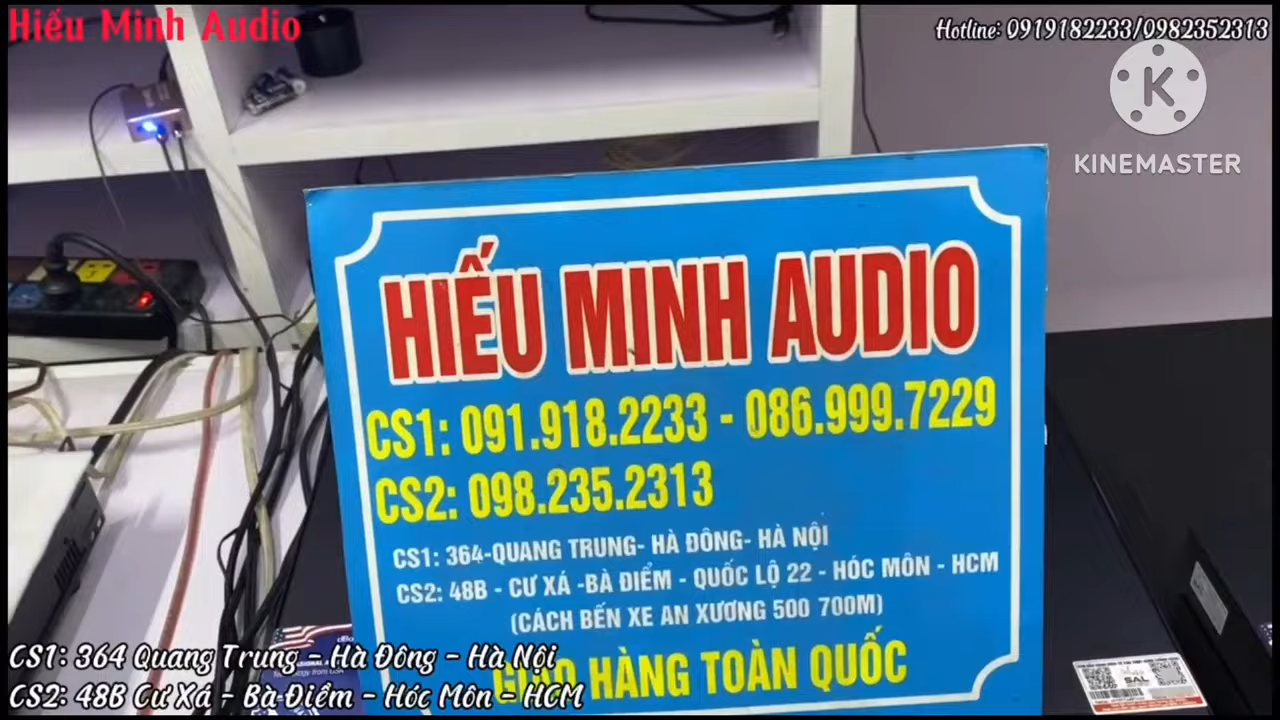 Hiếu Minh Audio
Hotline: 0919182233/0982352313
KINEMASTER
HIẾU MINH AUDIO
CS1: 091.918.2233 - 086.999.7229
CS2: 098.235.2313
CS1: 364-QUANG TRUNG- HÀ ĐÔNG- HÀ NỘI
CS2: 48B - CƯ XÁ -BÀ ĐIỂM - QUỐC LỘ 22 - HÓC MÔN - HCM
(CÁCH BẾN XE AN XƯƠNG 500 700M)
GIAO HÀNG TOÀN QUỐC
CS1: 364 Quang Trung - Hà Đông - Hà Nội
CS2: 48B Cư Xá - Bà Điểm - Hóc Môn - HCM
SAL